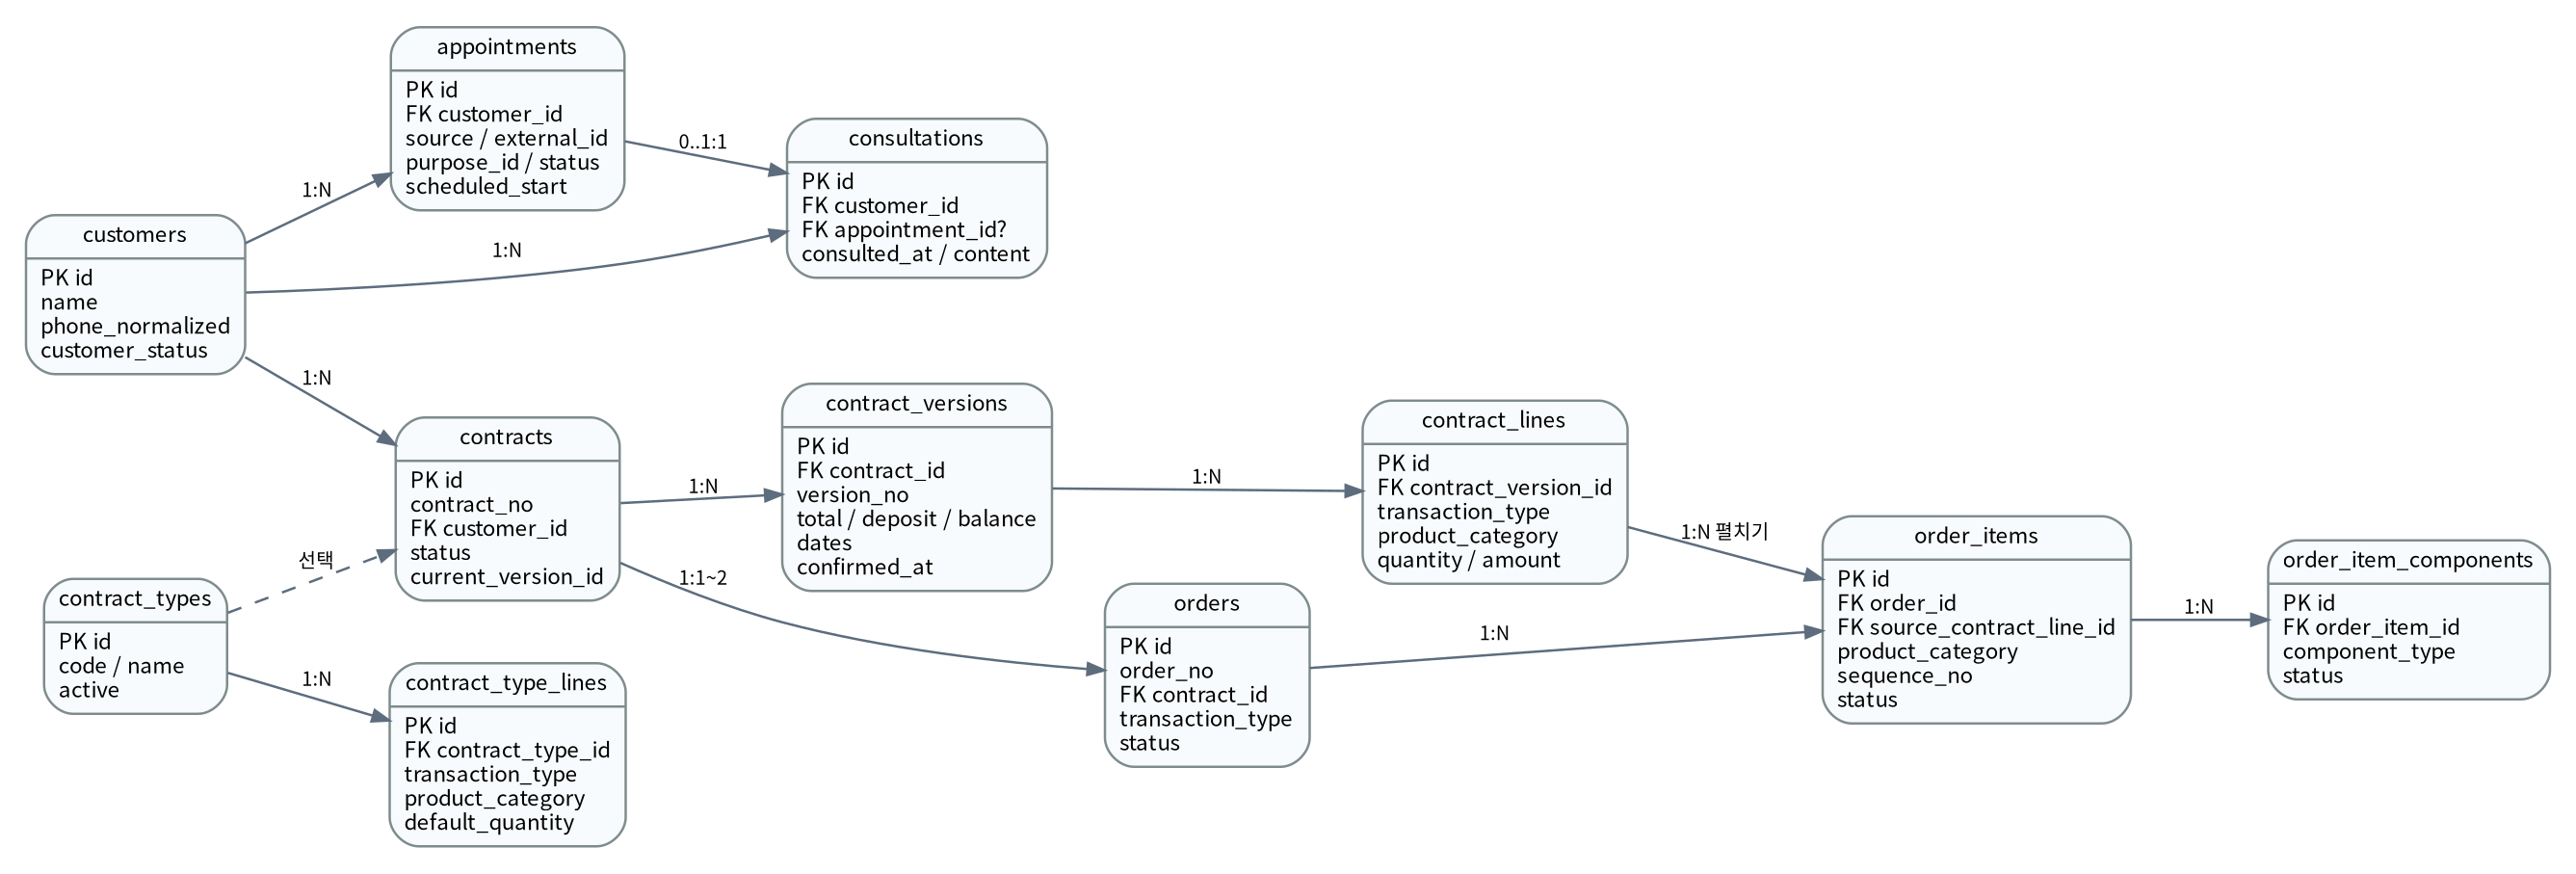 appointments
PK id
FK customer_id
source / external_id
purpose_id / status
scheduled_start
0..1:1
consultations
PK id
FK customer_id
FK appointment_id?
consulted_at / content
1:N
1:N
customers
PK id
name
phone_normalized
customer_status
1:N
contracts
PK id
contract_no
FK customer_id
status
current_version_id
1:N
contract_versions
PK id
FK contract_id
version_no
total / deposit / balance
dates
confirmed_at
1:N
contract_lines
PK id
FK contract_version_id
transaction_type
product_category
quantity / amount
1:N 펼치기
order_items
PK id
FK order_id
FK source_contract_line_id
product_category
sequence_no
status
1:N
order_item_components
PK id
FK order_item_id
component_type
status
선택
1:1~2
contract_types
PK id
code / name
active
1:N
contract_type_lines
PK id
FK contract_type_id
transaction_type
product_category
default_quantity
orders
PK id
order_no
FK contract_id
transaction_type
status
1:N